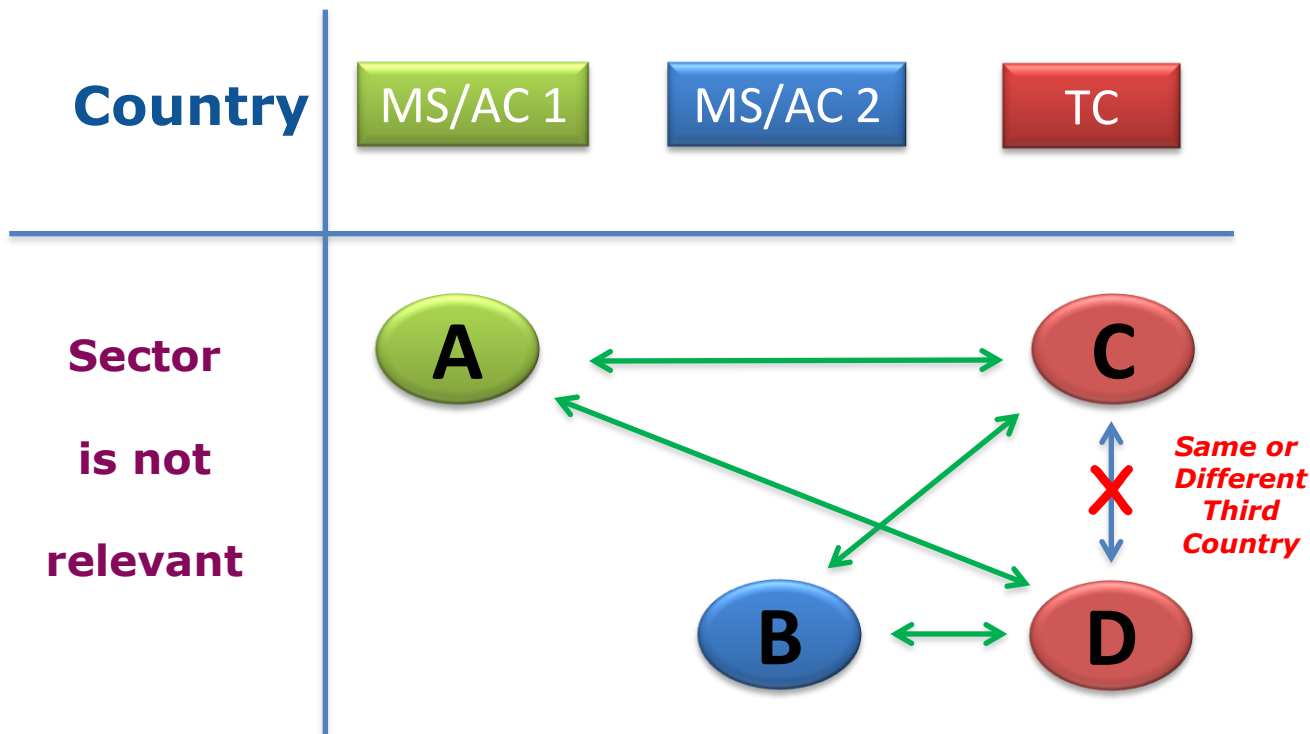 Country
MS/AC 1
MS/AC 2
TC
Sector
is not
relevant
A
C
Same or
Different
Third
Country
B
D